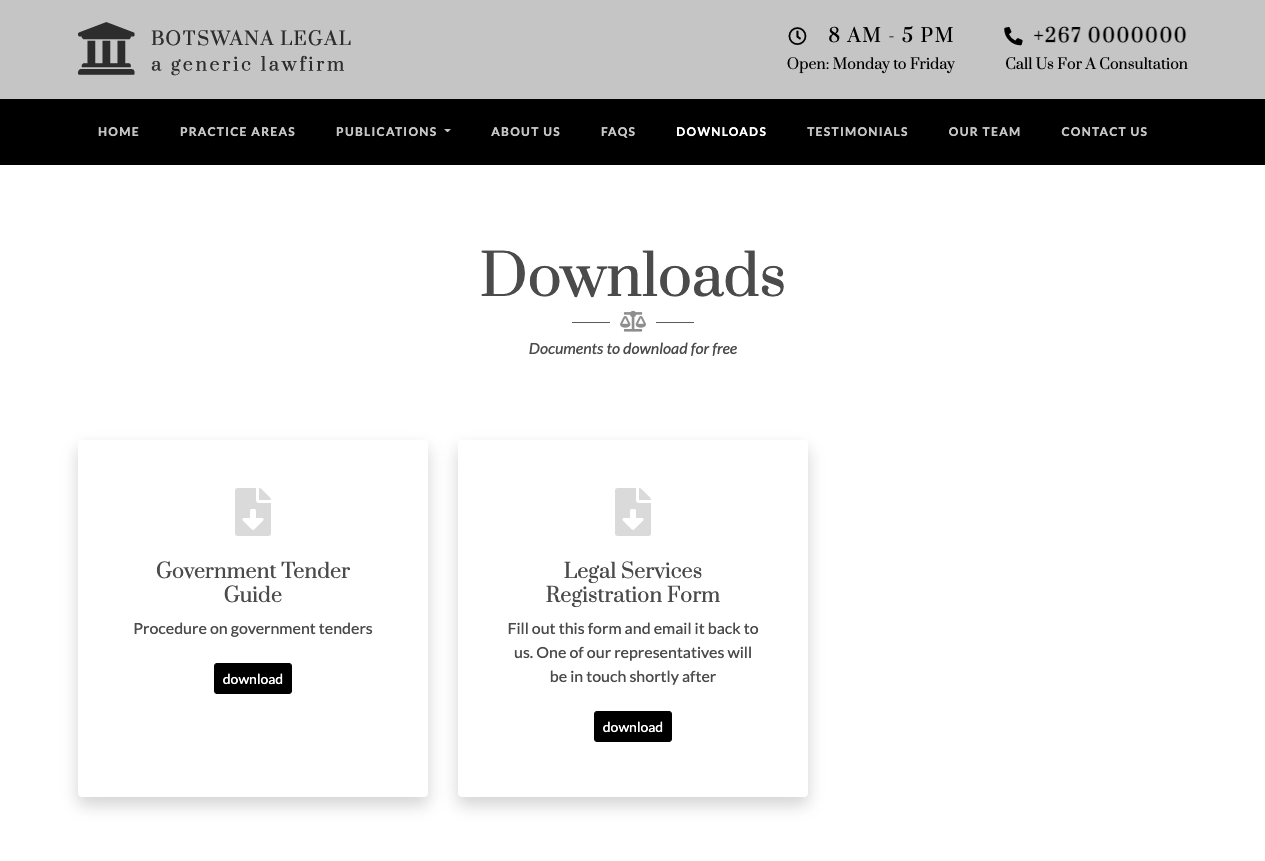 BOTSWANA LEGAL
a generic lawfirm
8 AM - 5 PM
Open: Monday to Friday
+267 0000000
Call Us For A Consultation
HOME PRACTICE AREAS PUBLICATIONS ABOUT US FAQS DOWNLOADS TESTIMONIALS OUR TEAM CONTACT US
Downloads
Documents to download for free
Government Tender
Guide
Procedure on government tenders
download
Legal Services
Registration Form
Fill out this form and email it back to
us. One of our representatives will
be in touch shortly after
download